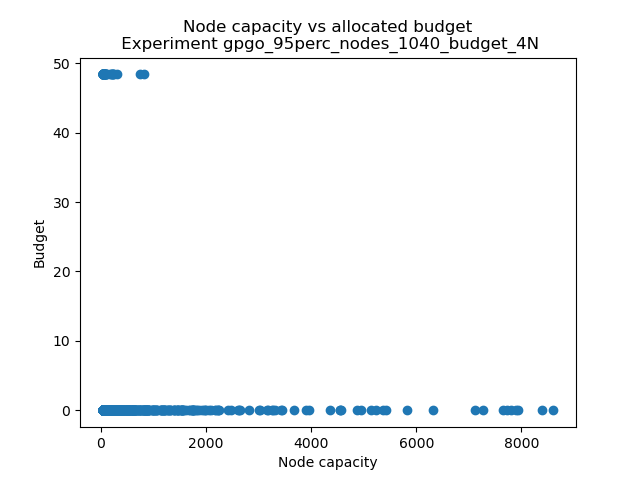 Node capacity vs allocated budget
Experiment gpgo_95perc_nodes_1040_budget_4N
50
40
30
20
10
0
Budget
0 2000 4000 6000 8000
Node capacity